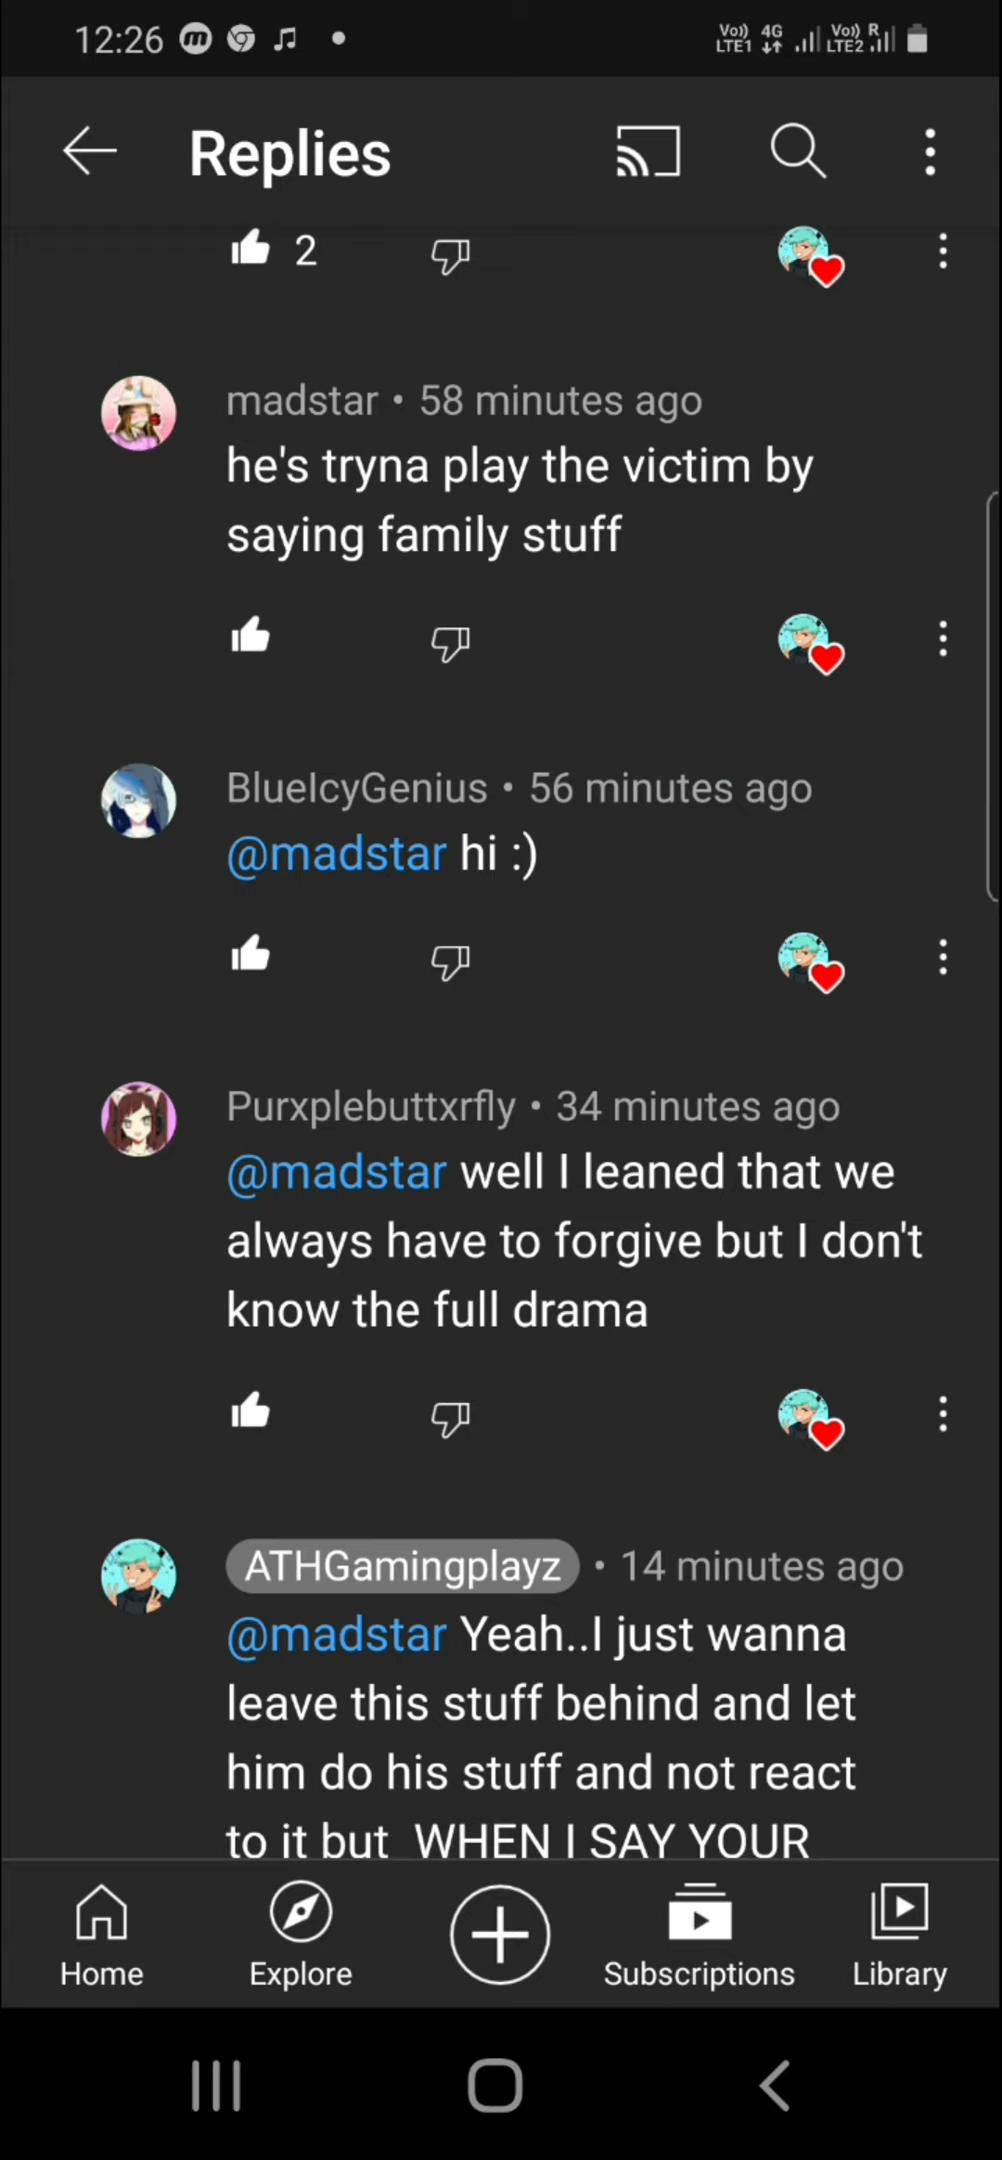 12:26
Vo)) 4G Vo)) R
LTE1 LTE2
Replies
2
madstar • 58 minutes ago
he's tryna play the victim by
saying family stuff
BlueIcyGenius • 56 minutes ago
@madstar hi :)
Purxplebuttxrfly • 34 minutes ago
@madstar well I leaned that we
always have to forgive but I don't
know the full drama
ATHGamingplayz • 14 minutes ago
@madstar Yeah..I just wanna
leave this stuff behind and let
him do his stuff and not react
to it but  WHEN I SAY YOUR
Home Explore Subscriptions Library